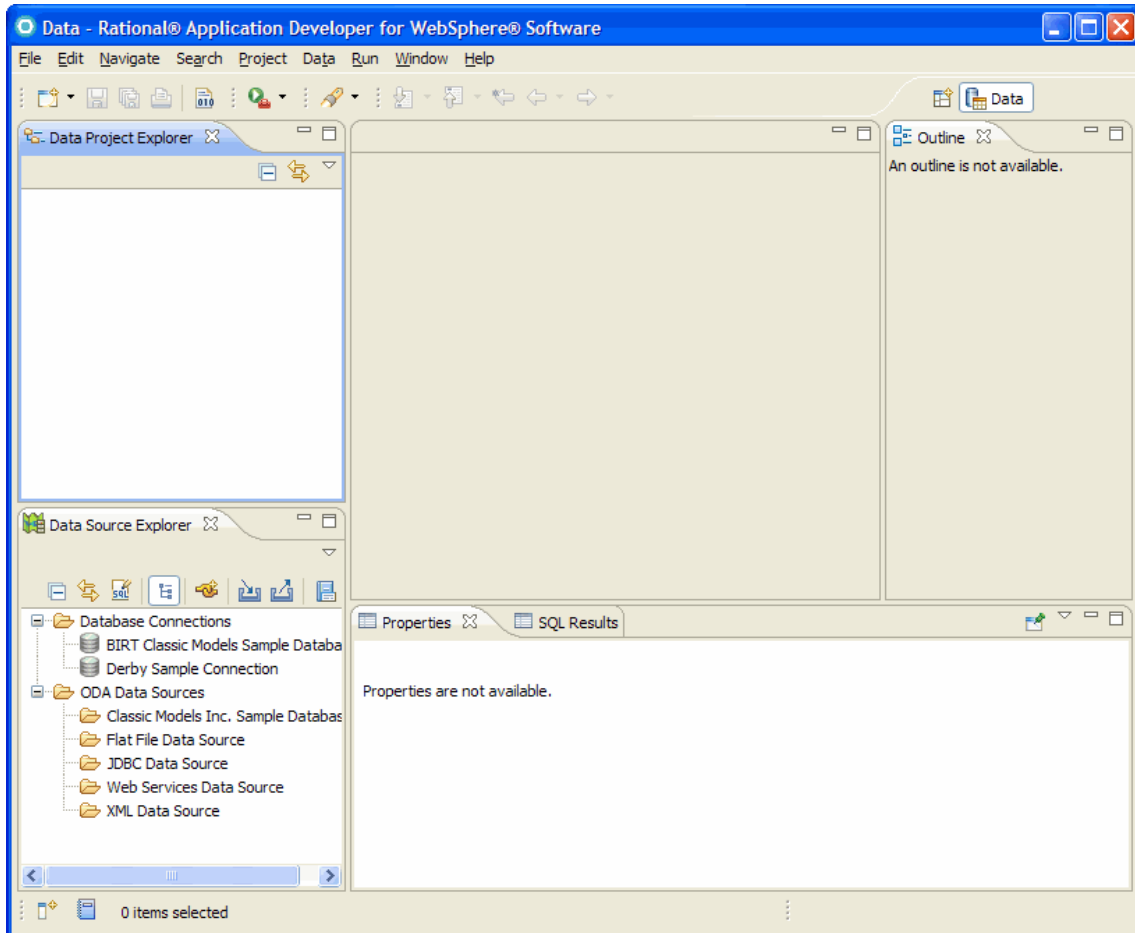 Data - Rational® Application Developer for WebSphere® Software
File Edit Navigate Search Project Data Run Window Help
010
Data
Data Project Explorer
Outline
An outline is not available.
Data Source Explorer
SQL
Database Connections
BIRT Classic Models Sample Databa
Derby Sample Connection
ODA Data Sources
Classic Models Inc. Sample Databas
Flat File Data Source
JDBC Data Source
Web Services Data Source
XML Data Source
Properties
SQL Results
Properties are not available.
0 items selected